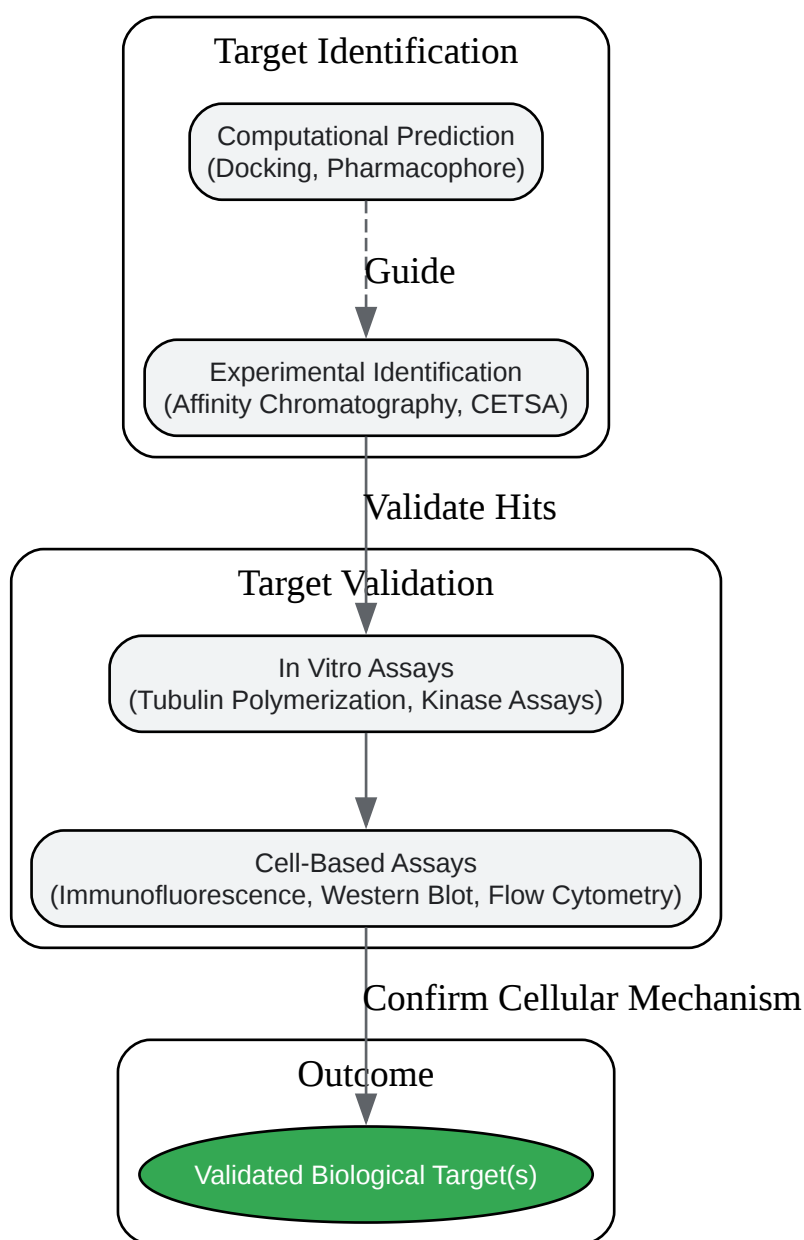 Target Identification
Computational Prediction
(Docking, Pharmacophore)
Guide
Experimental Identification
(Affinity Chromatography, CETSA)
Validate Hits
Target Validation
In Vitro Assays
(Tubulin Polymerization, Kinase Assays)
Cell-Based Assays
(Immunofluorescence, Western Blot, Flow Cytometry)
Confirm Cellular Mechanism
Outcome
Validated Biological Target(s)